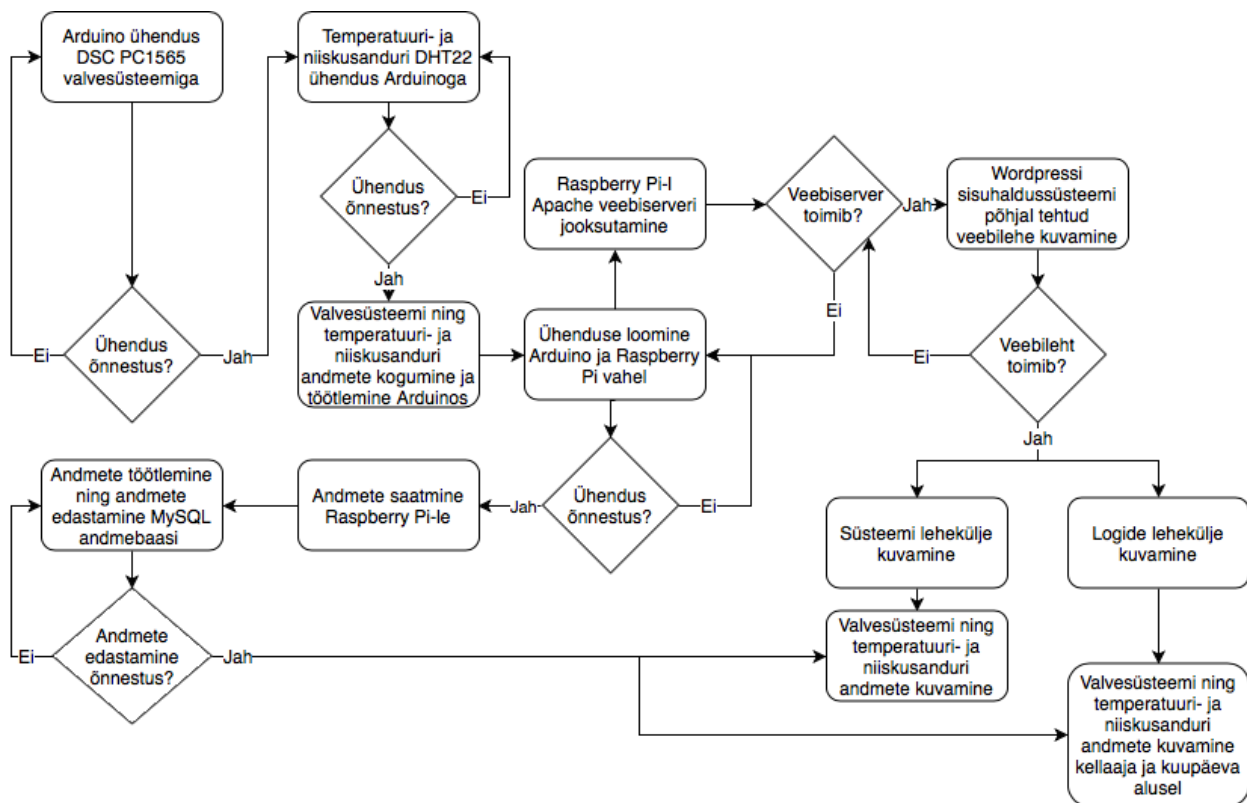 Arduino ühendus
DSC PC1565
valvesüsteemiga
Temperatuuri- ja
niiskusanduri DHT22
ühendus Arduinoga
Ühendus
õnnestus?
Ei
Jah
Ühendus
õnnestus?
Ei
Jah
Valvesüsteemi ning
temperatuuri- ja
niiskusanduri
andmete kogumine ja
töötlemine Arduinos
Raspberry Pi-l
Apache veebiserveri
jooksutamine
Veebiserver
toimib?
Jah
Ei
Wordpressi
sisuhaldussüsteemi
põhjal tehtud
veebilehe kuvamine
Ühenduse loomine
Arduino ja Raspberry
Pi vahel
Veebileht
toimib?
Ei
Jah
Ühendus
õnnestus?
Jah
Ei
Andmete saatmine
Raspberry Pi-le
Andmete töötlemine
ning andmete
edastamine MySQL
andmebaasi
Andmete
edastamine
õnnestus?
Ei
Jah
Süsteemi lehekülje
kuvamine
Logide lehekülje
kuvamine
Valvesüsteemi ning
temperatuuri- ja
niiskusanduri
andmete kuvamine
Valvesüsteemi ning
temperatuuri- ja
niiskusanduri
andmete kuvamine
kellaaja ja kuupäeva
alusel